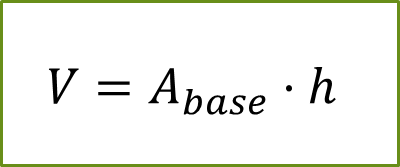 V = A_base · h